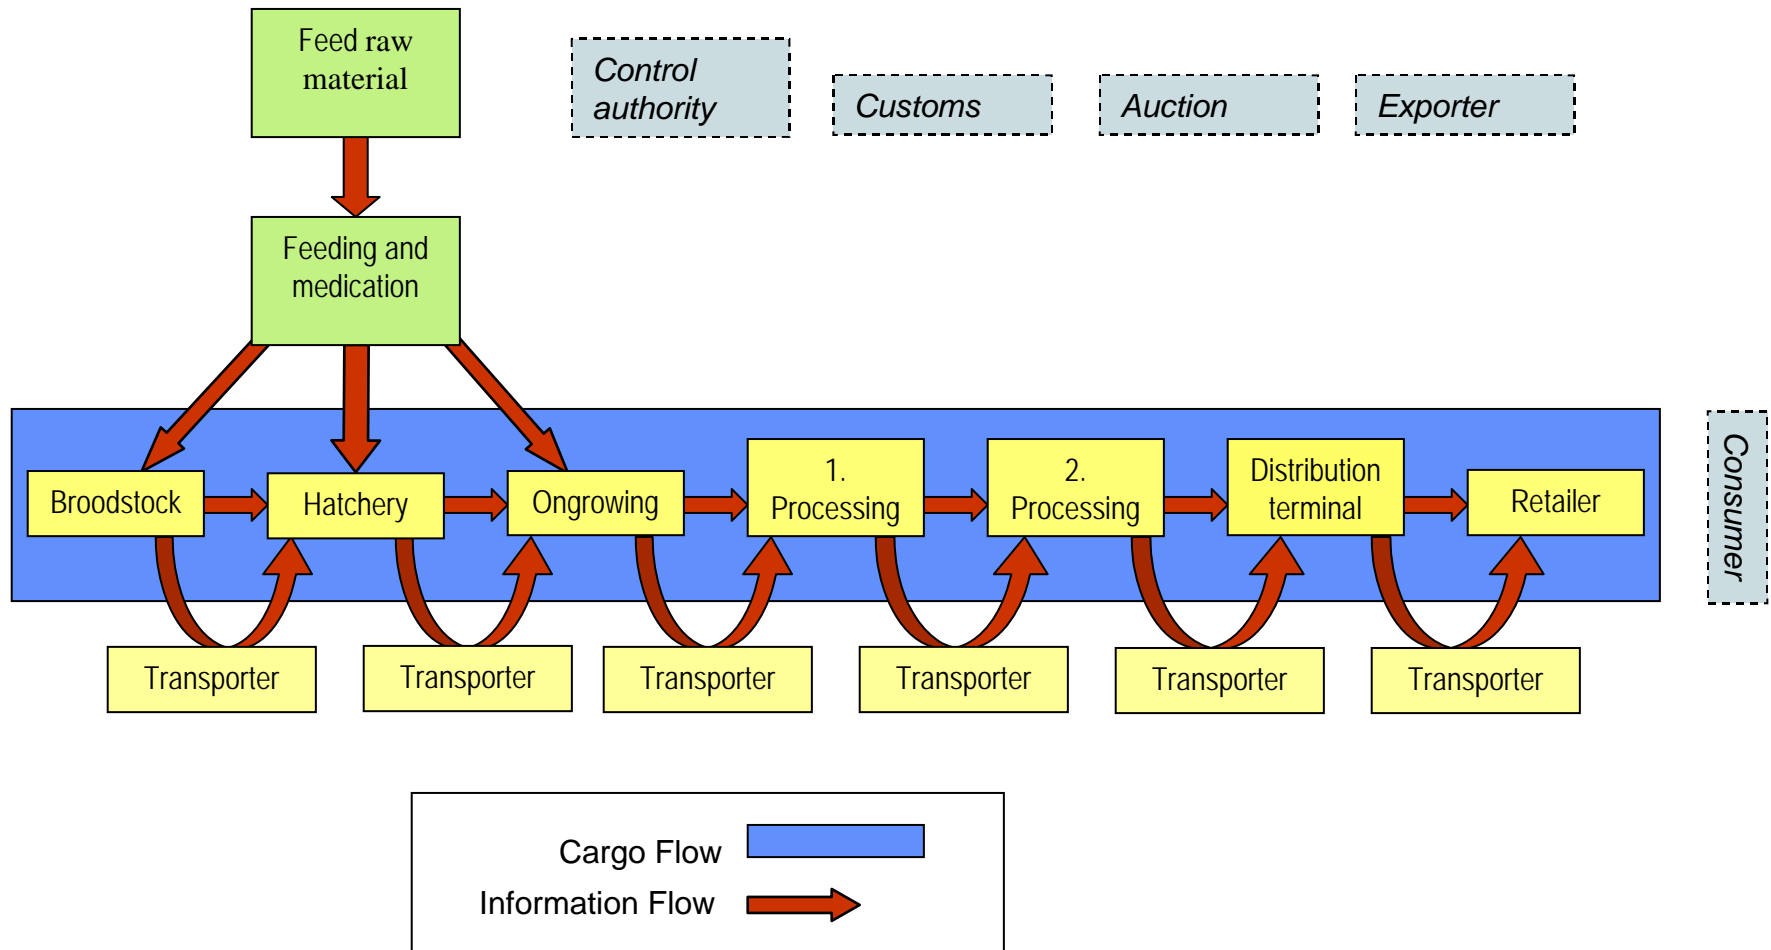 Feed raw
material
Control
authority
Customs
Auction
Exporter
Feeding and
medication
Broodstock
Hatchery
Ongrowing
1.
Processing
2.
Processing
Distribution
terminal
Retailer
Consumer
Transporter
Transporter
Transporter
Transporter
Transporter
Transporter
Cargo Flow
Information Flow